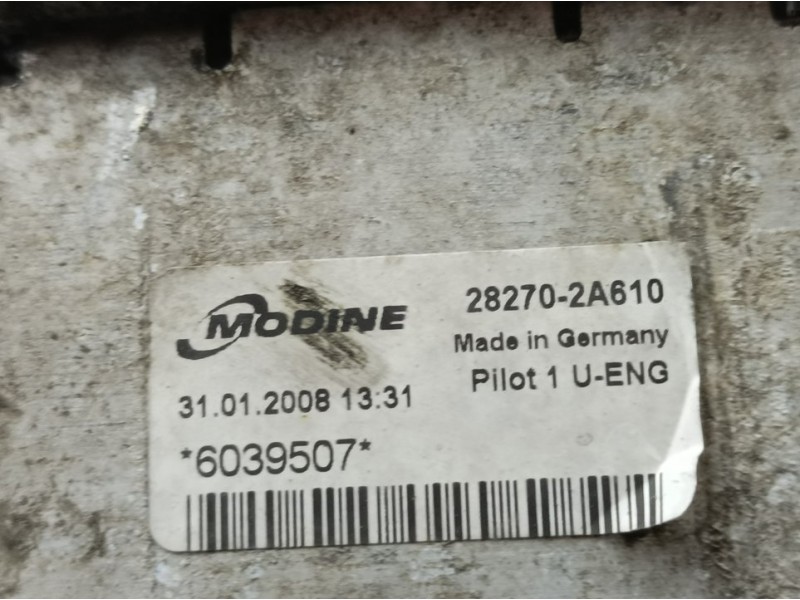 MODINE
28270-2A610
Made in Germany
Pilot 1 U-ENG
31.01.2008 13:31
*6039507*